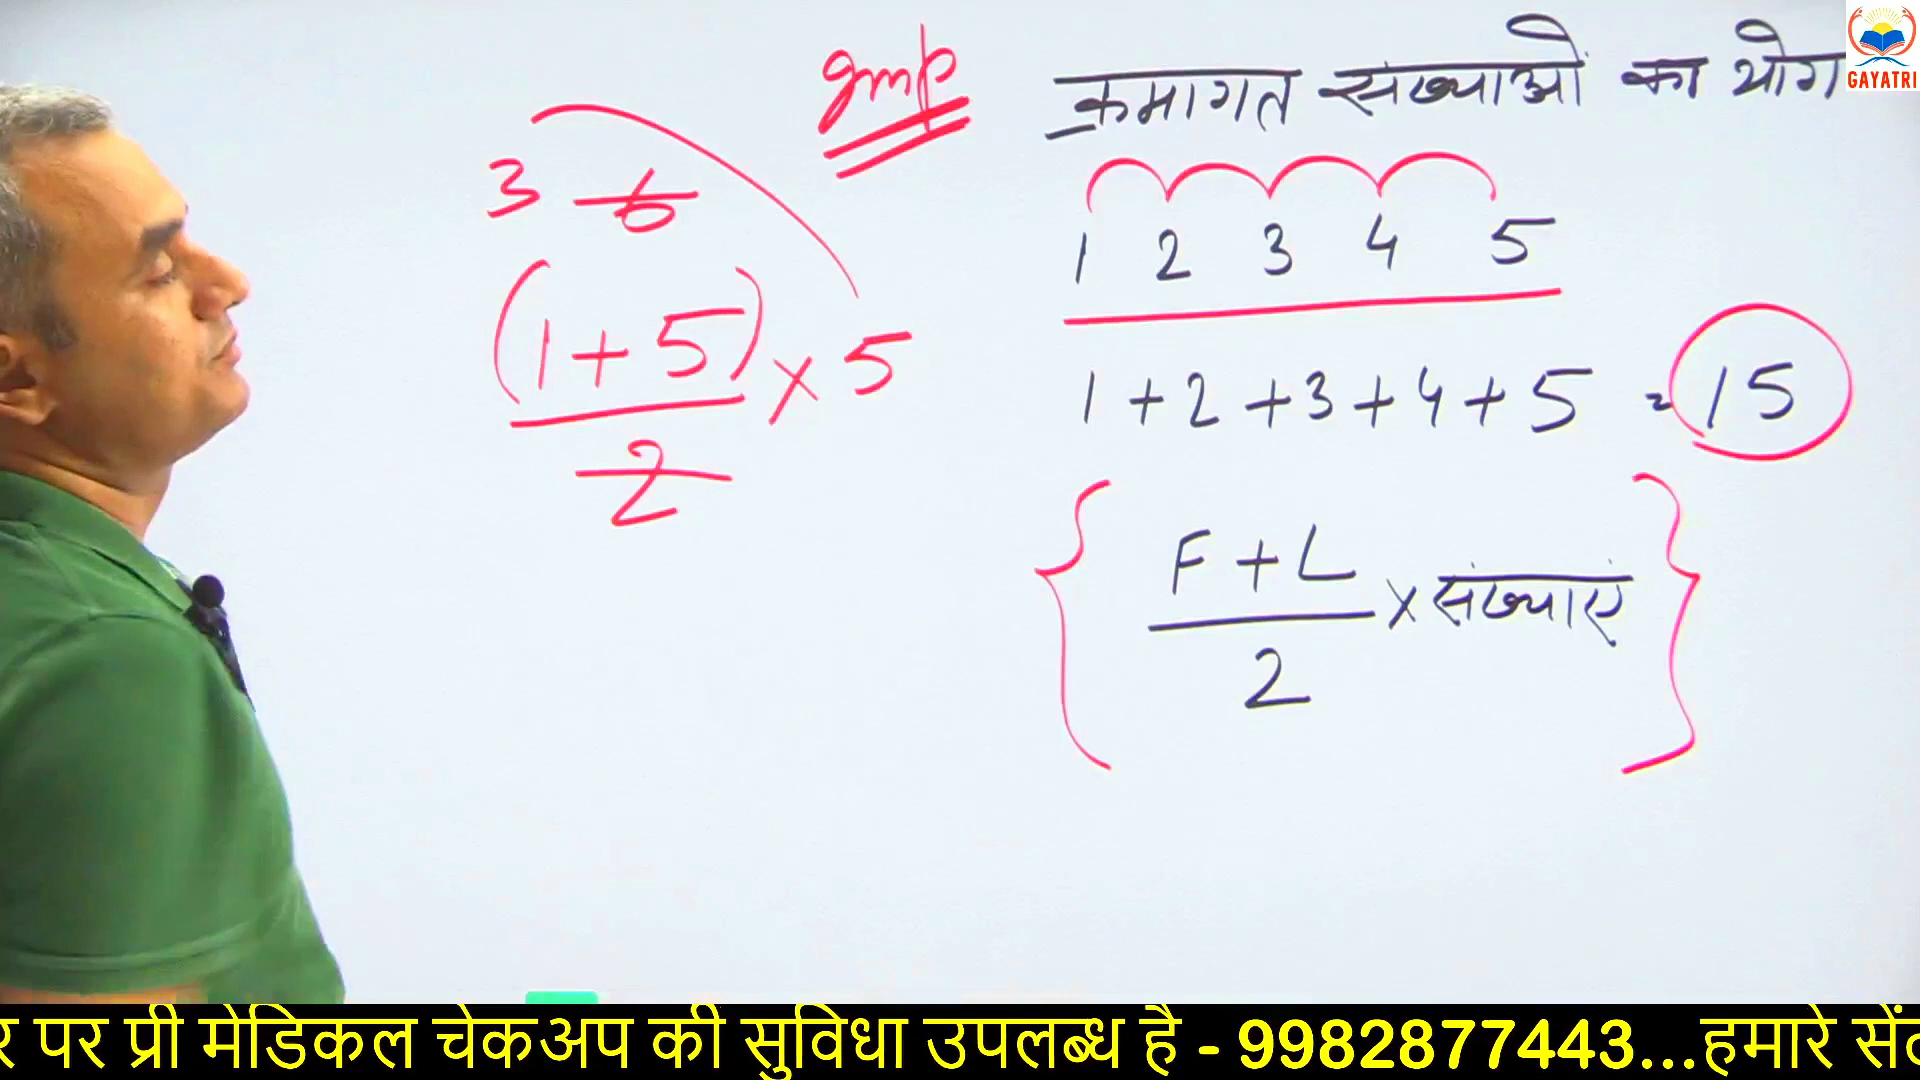 Imp
क्रमागत संख्याओं का योग
GAYATRI
1 2 3 4 5
1 + 2 + 3 + 4 + 5 = 15
F + L
2
× संख्याएं
3 6
(1 + 5) × 5
2
पर प्री मेडिकल चेकअप की सुविधा उपलब्ध है - 9982877443...हमारे